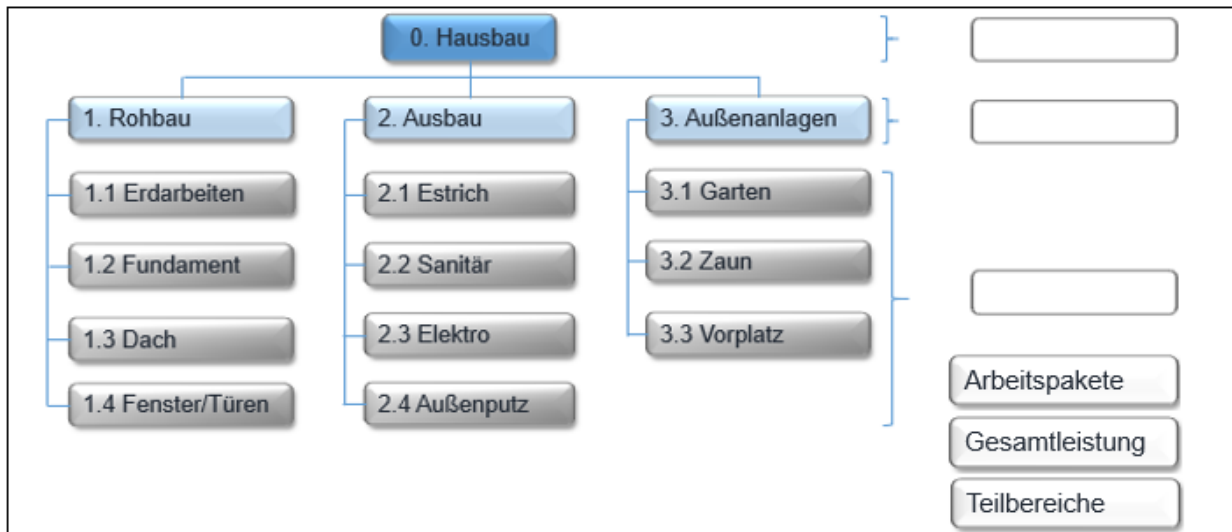 0. Hausbau
1. Rohbau
2. Ausbau
3. Außenanlagen
1.1 Erdarbeiten
2.1 Estrich
3.1 Garten
1.2 Fundament
2.2 Sanitär
3.2 Zaun
1.3 Dach
2.3 Elektro
3.3 Vorplatz
1.4 Fenster/Türen
2.4 Außenputz
Arbeitspakete
Gesamtleistung
Teilbereiche